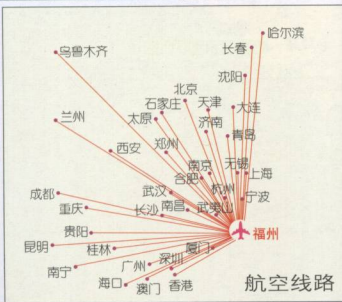 哈尔滨
长春
乌鲁木齐
沈阳
北京
石家庄
天津
大连
兰州
太原
济南
青岛
西安
郑州
南京
无锡
上海
合肥
成都
武汉
杭州
宁波
重庆
长沙
南昌
武夷山
贵阳
福州
昆明
桂林
厦门
深圳
南宁
广州
海口
澳门
香港
航空线路